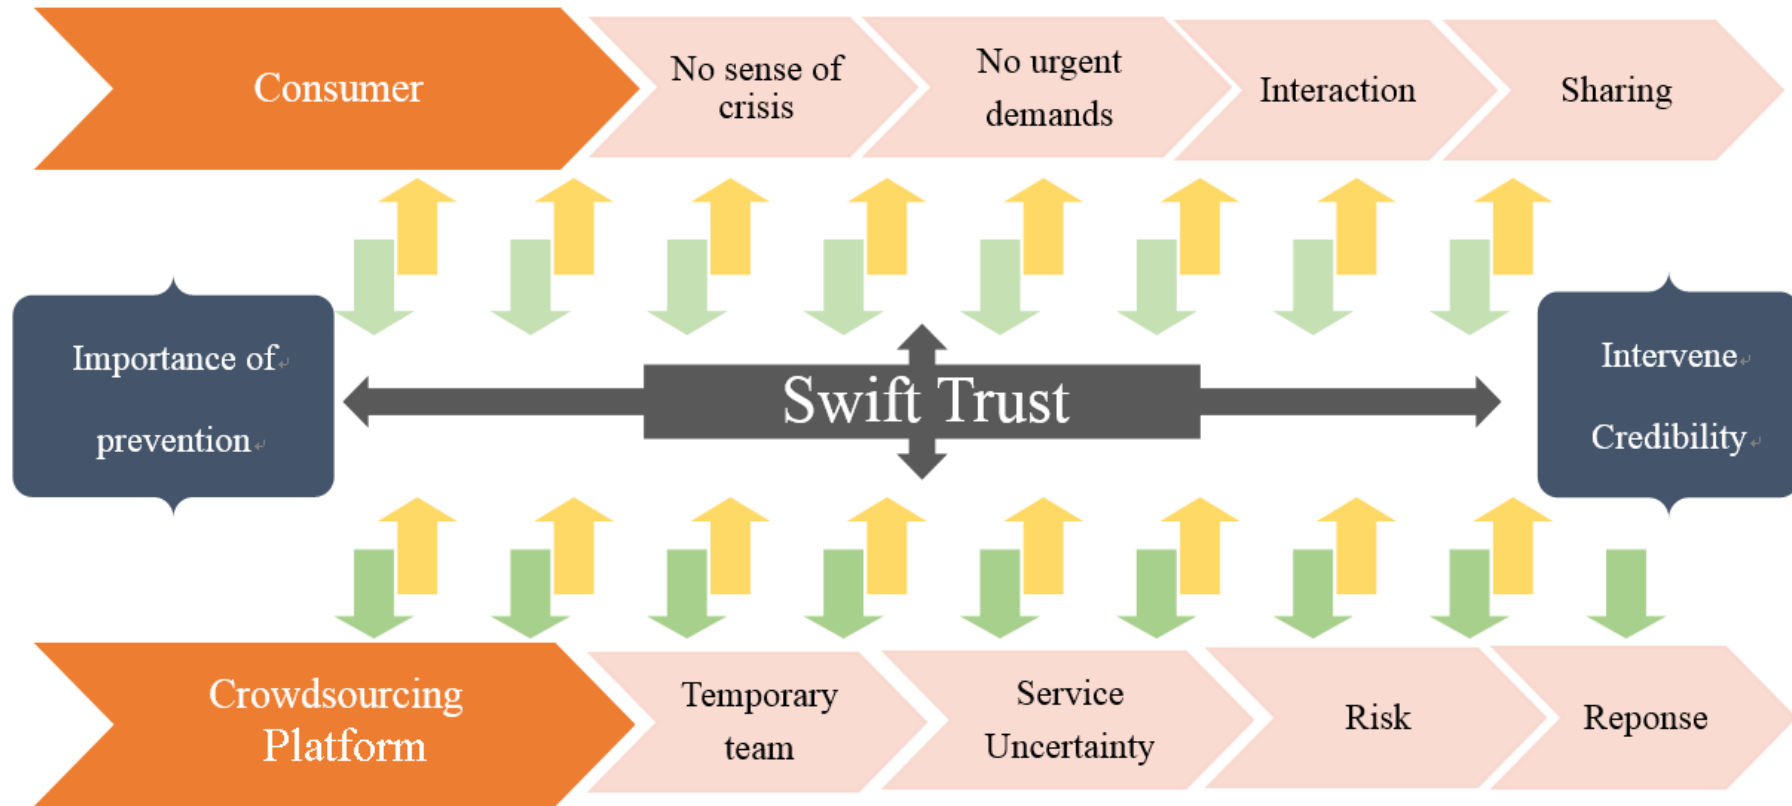 Consumer
No sense of
crisis
No urgent
demands
Interaction
Sharing
Importance of
prevention
Swift Trust
Intervene
Credibility
Crowdsourcing
Platform
Temporary
team
Service
Uncertainty
Risk
Reponse